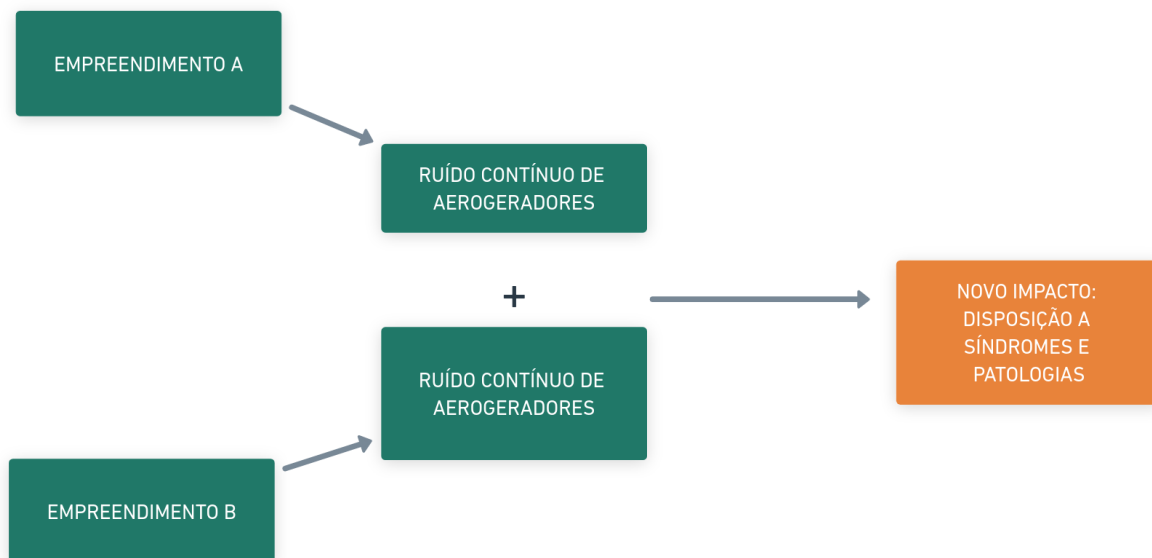 EMPREENDIMENTO A
RUÍDO CONTÍNUO DE
AEROGERADORES
+
RUÍDO CONTÍNUO DE
AEROGERADORES
EMPREENDIMENTO B
NOVO IMPACTO:
DISPOSIÇÃO A
SÍNDROMES E
PATOLOGIAS